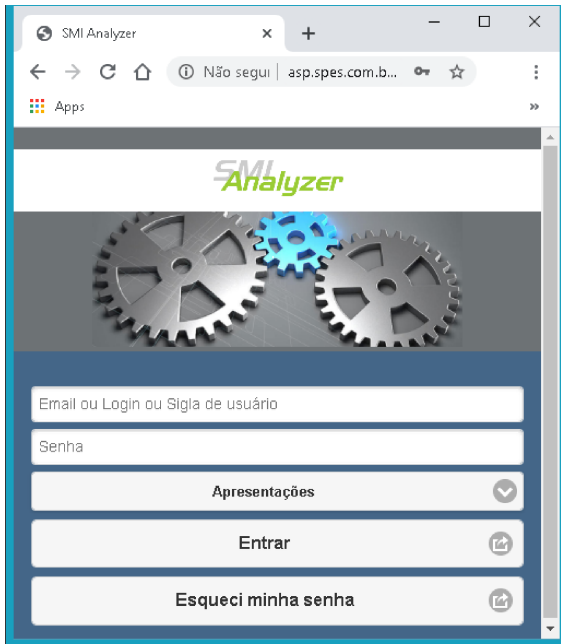 SMI Analyzer
Não segui asp.spes.com.b...
Apps
SMI
Analyzer
Email ou Login ou Sigla de usuário
Senha
Apresentações
Entrar
Esqueci minha senha